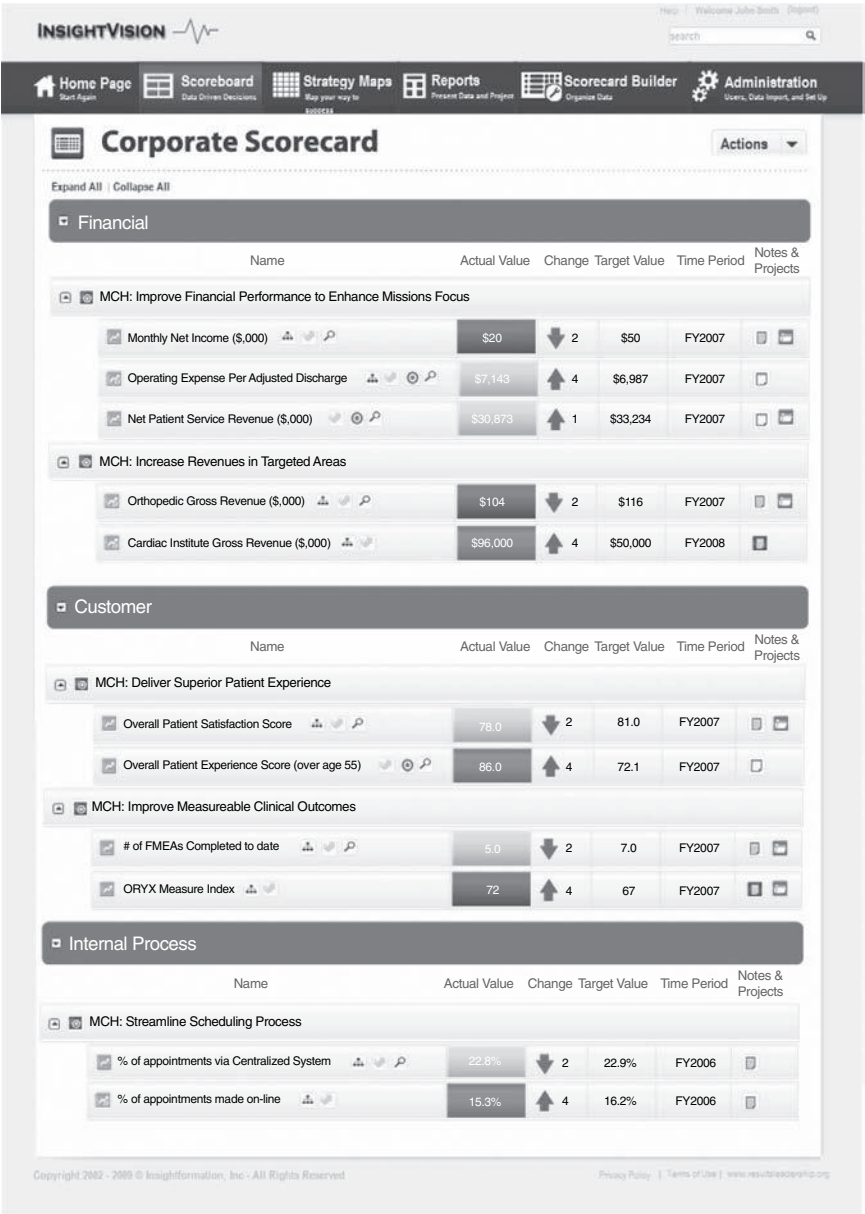 Help | Welcome John Smith (logout)
INSIGHTVISION
search
Home Page
Start Again
Scoreboard
Data Driven Decisions
Strategy Maps
Map your way to
success
Reports
Present Data and Project
Scorecard Builder
Organize Data
Administration
Users, Data Import, and Set Up
Corporate Scorecard
Actions
Expand All | Collapse All
Financial
Name Actual Value Change Target Value Time Period Notes & Projects
MCH: Improve Financial Performance to Enhance Missions Focus
Monthly Net Income ($,000) $20 2 $50 FY2007
Operating Expense Per Adjusted Discharge $7,143 4 $6,987 FY2007
Net Patient Service Revenue ($,000) $30,873 1 $33,234 FY2007
MCH: Increase Revenues in Targeted Areas
Orthopedic Gross Revenue ($,000) $104 2 $116 FY2007
Cardiac Institute Gross Revenue ($,000) $96,000 4 $50,000 FY2008
Customer
Name Actual Value Change Target Value Time Period Notes & Projects
MCH: Deliver Superior Patient Experience
Overall Patient Satisfaction Score 78.0 2 81.0 FY2007
Overall Patient Experience Score (over age 55) 86.0 4 72.1 FY2007
MCH: Improve Measureable Clinical Outcomes
# of FMEAs Completed to date 5.0 2 7.0 FY2007
ORYX Measure Index 72 4 67 FY2007
Internal Process
Name Actual Value Change Target Value Time Period Notes & Projects
MCH: Streamline Scheduling Process
% of appointments via Centralized System 22.8% 2 22.9% FY2006
% of appointments made on-line 15.3% 4 16.2% FY2006
Copyright 2002 - 2009 © Insightformation, Inc - All Rights Reserved
Privacy Policy | Terms of Use | www.resultsleadership.org